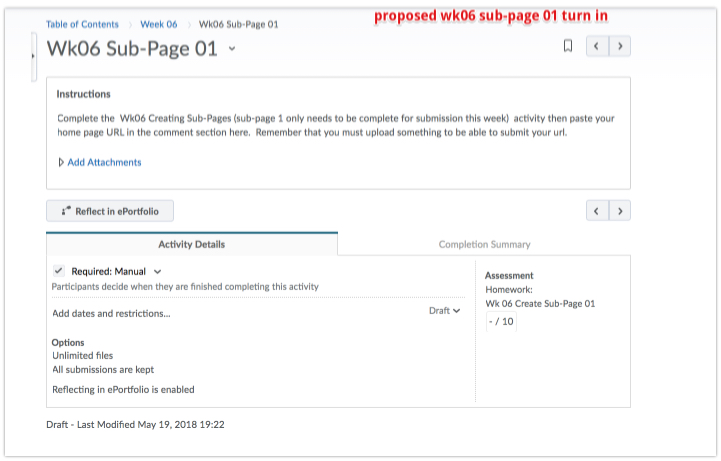 proposed wk06 sub-page 01 turn in
Table of Contents Week 06 Wk06 Sub-Page 01
Wk06 Sub-Page 01
Instructions
Complete the Wk06 Creating Sub-Pages (sub-page 1 only needs to be complete for submission this week) activity then paste your
home page URL in the comment section here. Remember that you must upload something to be able to submit your url.
Add Attachments
Reflect in ePortfolio
Activity Details
Completion Summary
Required: Manual
Participants decide when they are finished completing this activity
Add dates and restrictions...
Draft
Options
Unlimited files
All submissions are kept
Reflecting in ePortfolio is enabled
Assessment
Homework:
Wk 06 Create Sub-Page 01
- / 10
Draft - Last Modified May 19, 2018 19:22